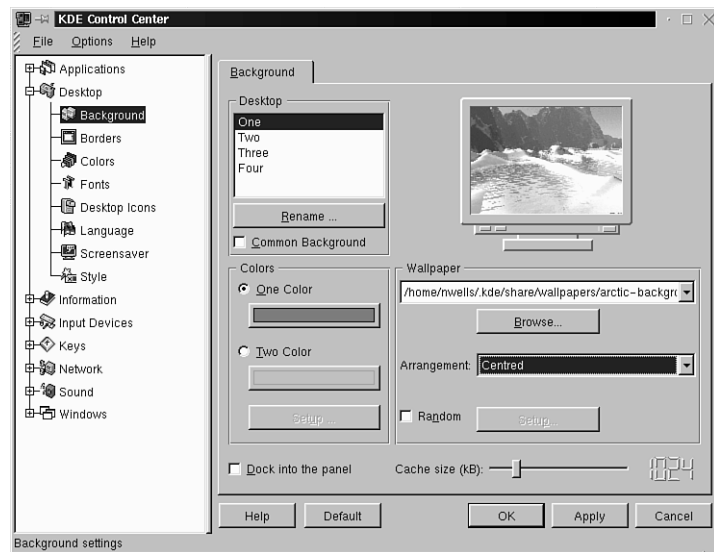 KDE Control Center
File Options Help
Applications
Desktop
Background
Borders
Colors
Fonts
Desktop Icons
Language
Screensaver
Style
Information
Input Devices
Keys
Network
Sound
Windows
Background
Desktop
One
Two
Three
Four
Rename ...
Common Background
Colors
One Color
Two Color
Setup ...
Wallpaper
/home/nwells/.kde/share/wallpapers/arctic-backgr
Browse...
Arrangement: Centred
Random
Setup...
Dock into the panel
Cache size (kB):
1024
Help
Default
OK
Apply
Cancel
Background settings